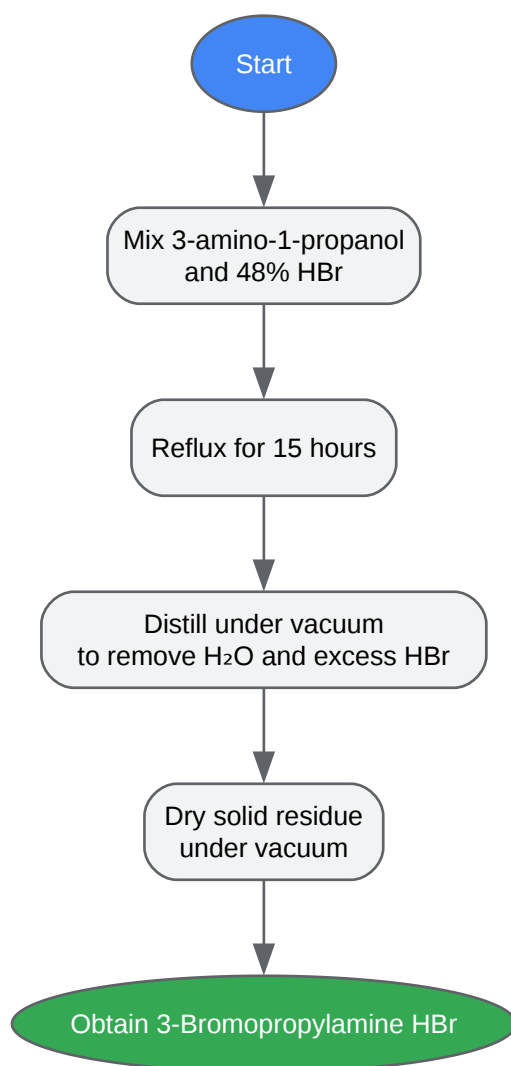 Start
Mix 3-amino-1-propanol
and 48% HBr
Reflux for 15 hours
Distill under vacuum
to remove H₂O and excess HBr
Dry solid residue
under vacuum
Obtain 3-Bromopropylamine HBr